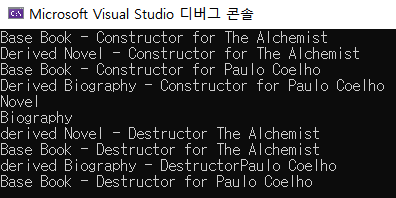 Microsoft Visual Studio 디버그 콘솔
Base Book - Constructor for The Alchemist
Derived Novel - Constructor for The Alchemist
Base Book - Constructor for Paulo Coelho
Derived Biography - Constructor for Paulo Coelho
Novel
Biography
derived Novel - Destructor The Alchemist
Base Book - Destructor for The Alchemist
derived Biography - DestructorPaulo Coelho
Base Book - Destructor for Paulo Coelho